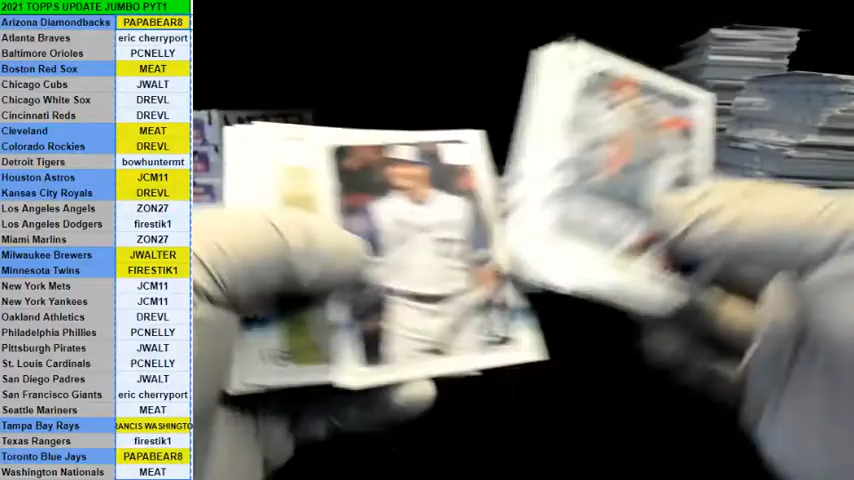 2021 TOPPS UPDATE JUMBO PYT1
Arizona Diamondbacks PAPABEAR8
Atlanta Braves eric cherryport
Baltimore Orioles PCNELLY
Boston Red Sox MEAT
Chicago Cubs JWALT
Chicago White Sox DREVL
Cincinnati Reds DREVL
Cleveland MEAT
Colorado Rockies DREVL
Detroit Tigers bowhuntermt
Houston Astros JCM11
Kansas City Royals DREVL
Los Angeles Angels ZON27
Los Angeles Dodgers firestik1
Miami Marlins ZON27
Milwaukee Brewers JWALTER
Minnesota Twins FIRESTIK1
New York Mets JCM11
New York Yankees JCM11
Oakland Athletics DREVL
Philadelphia Phillies PCNELLY
Pittsburgh Pirates JWALT
St. Louis Cardinals PCNELLY
San Diego Padres JWALT
San Francisco Giants eric cherryport
Seattle Mariners MEAT
Tampa Bay Rays RANCIS WASHINGTO
Texas Rangers firestik1
Toronto Blue Jays PAPABEAR8
Washington Nationals MEAT